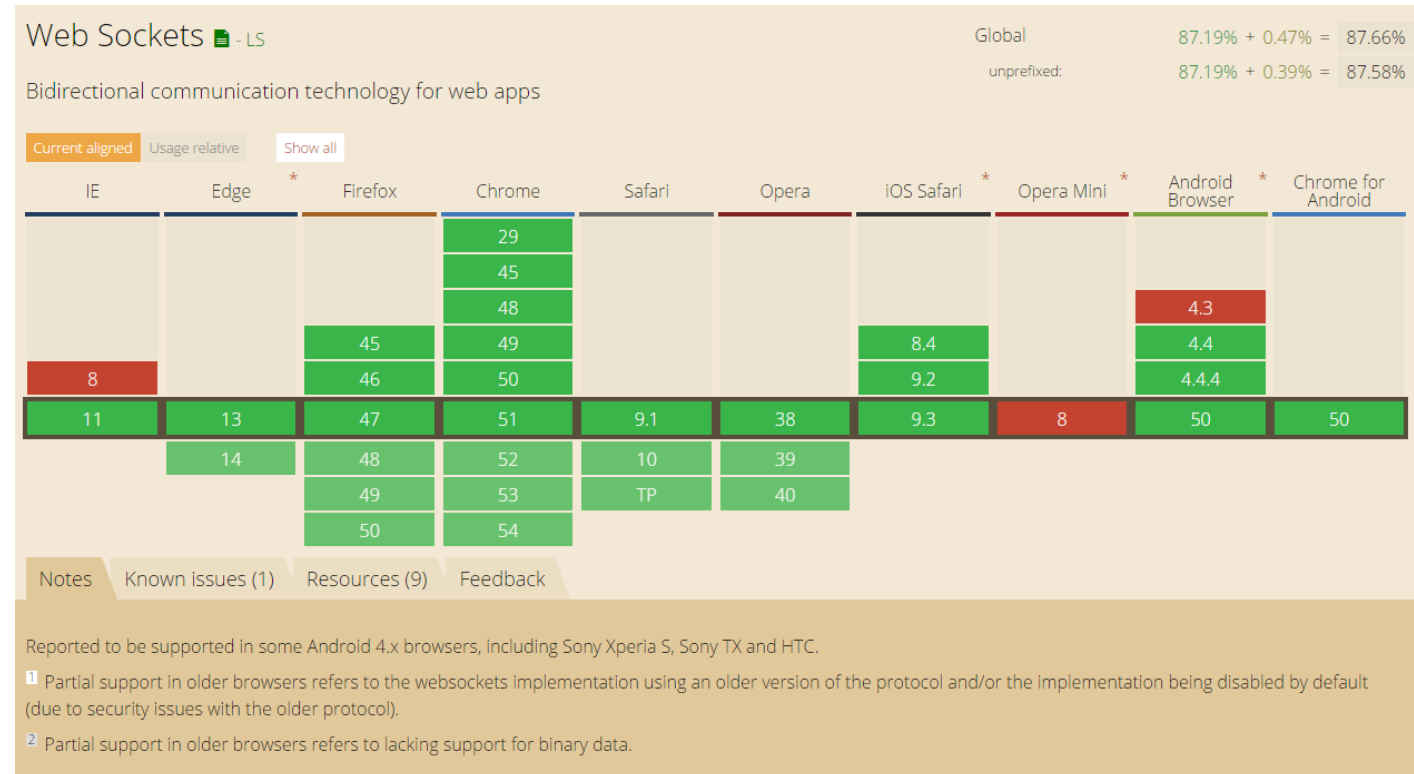 Web Sockets - LS
Global 87.19% + 0.47% = 87.66%
unprefixed: 87.19% + 0.39% = 87.58%
Bidirectional communication technology for web apps
Current aligned Usage relative Show all
IE Edge * Firefox Chrome Safari Opera iOS Safari * Opera Mini * Android Browser * Chrome for Android
29
45
48 4.3
45 49 8.4 4.4
8 46 50 9.2 4.4.4
11 13 47 51 9.1 38 9.3 8 50 50
14 48 52 10 39
49 53 TP 40
50 54
Notes Known issues (1) Resources (9) Feedback
Reported to be supported in some Android 4.x browsers, including Sony Xperia S, Sony TX and HTC.
1 Partial support in older browsers refers to the websockets implementation using an older version of the protocol and/or the implementation being disabled by default
(due to security issues with the older protocol).
2 Partial support in older browsers refers to lacking support for binary data.